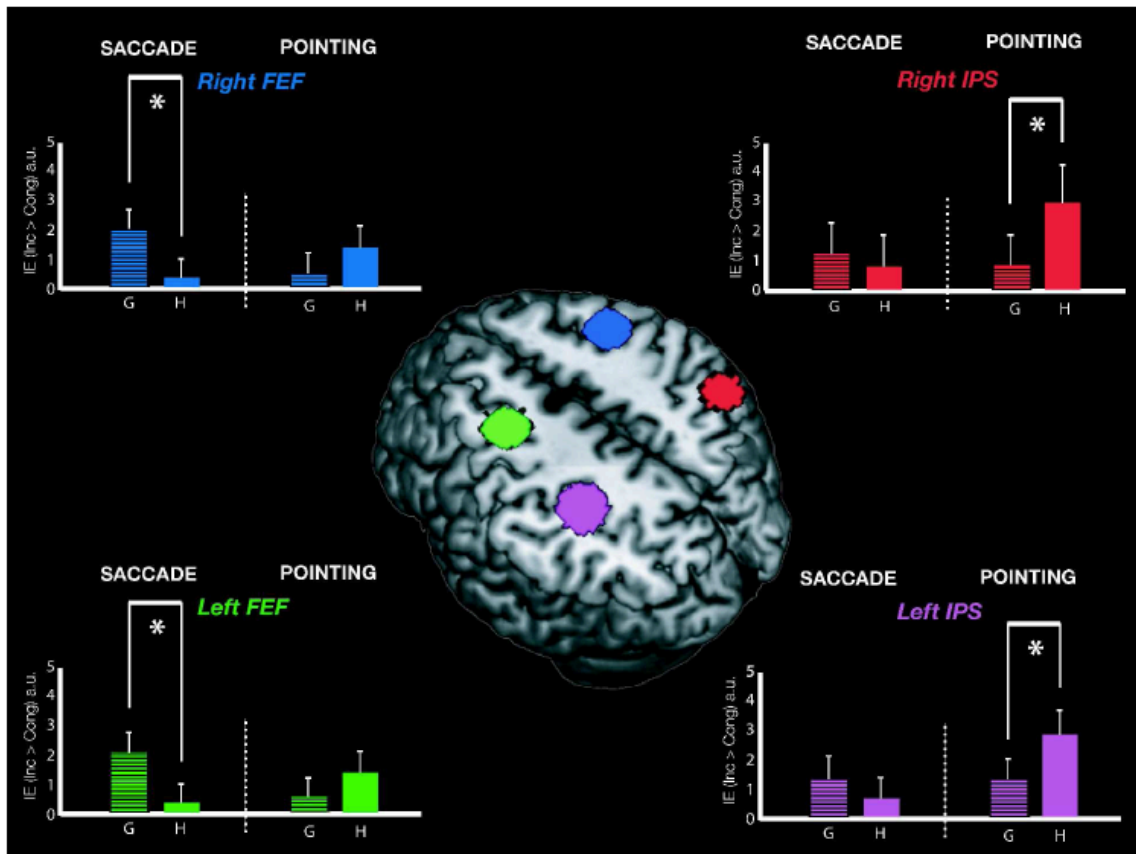 SACCADE POINTING
Right FEF
*
IE (Inc > Cong) a.u.
5
4
3
2
1
0
G H G H
SACCADE POINTING
Right IPS
*
IE (Inc > Cong) a.u.
5
4
3
2
1
0
G H G H
SACCADE POINTING
Left FEF
*
IE (Inc > Cong) a.u.
5
4
3
2
1
0
G H G H
SACCADE POINTING
Left IPS
*
IE (Inc > Cong) a.u.
5
4
3
2
1
0
G H G H